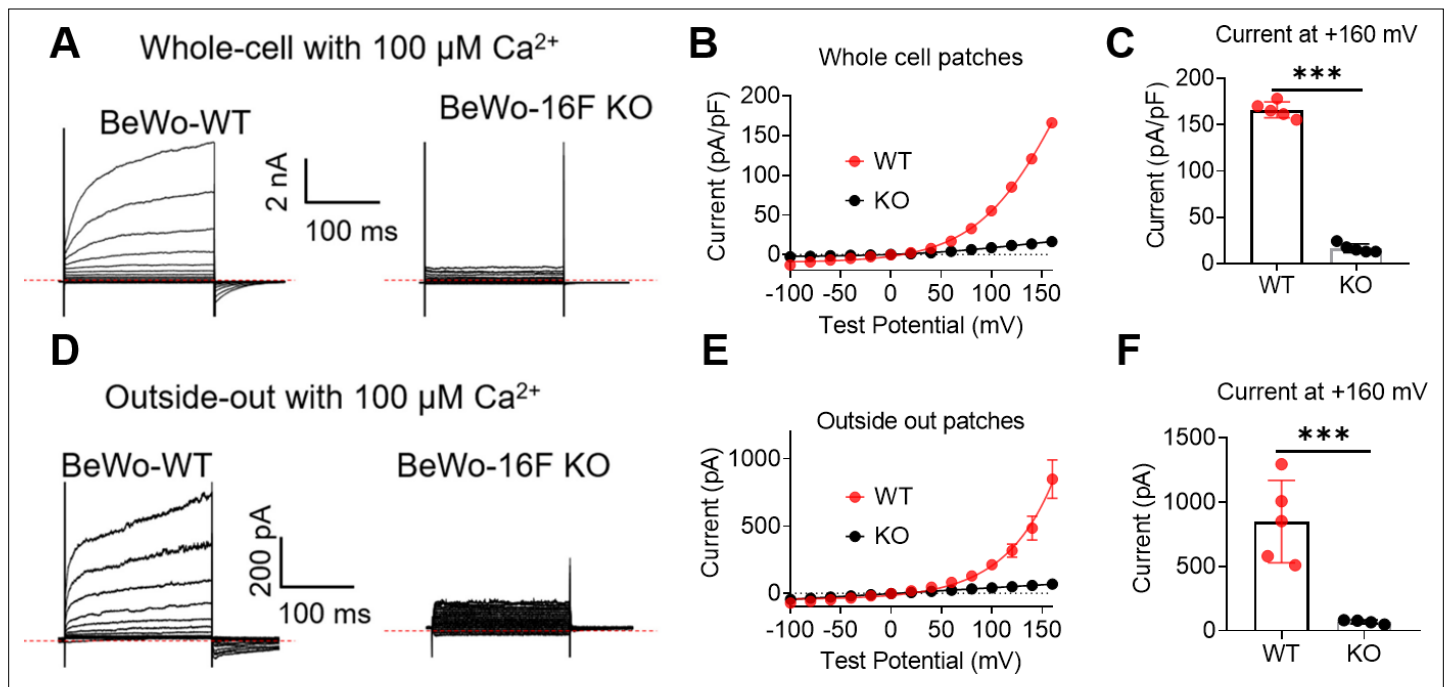 A
Whole-cell with 100 µM Ca²⁺
BeWo-WT
BeWo-16F KO
2 nA
100 ms
B
Whole cell patches
200
150
100
50
0
Current (pA/pF)
WT
KO
-100 -50 0 50 100 150
Test Potential (mV)
C
Current at +160 mV
***
200
150
100
50
0
Current (pA/pF)
WT KO
D
Outside-out with 100 µM Ca²⁺
BeWo-WT
BeWo-16F KO
200 pA
100 ms
E
Outside out patches
1000
500
0
Current (pA)
WT
KO
-100 -50 0 50 100 150
Test Potential (mV)
F
Current at +160 mV
***
1500
1000
500
0
Current (pA)
WT KO